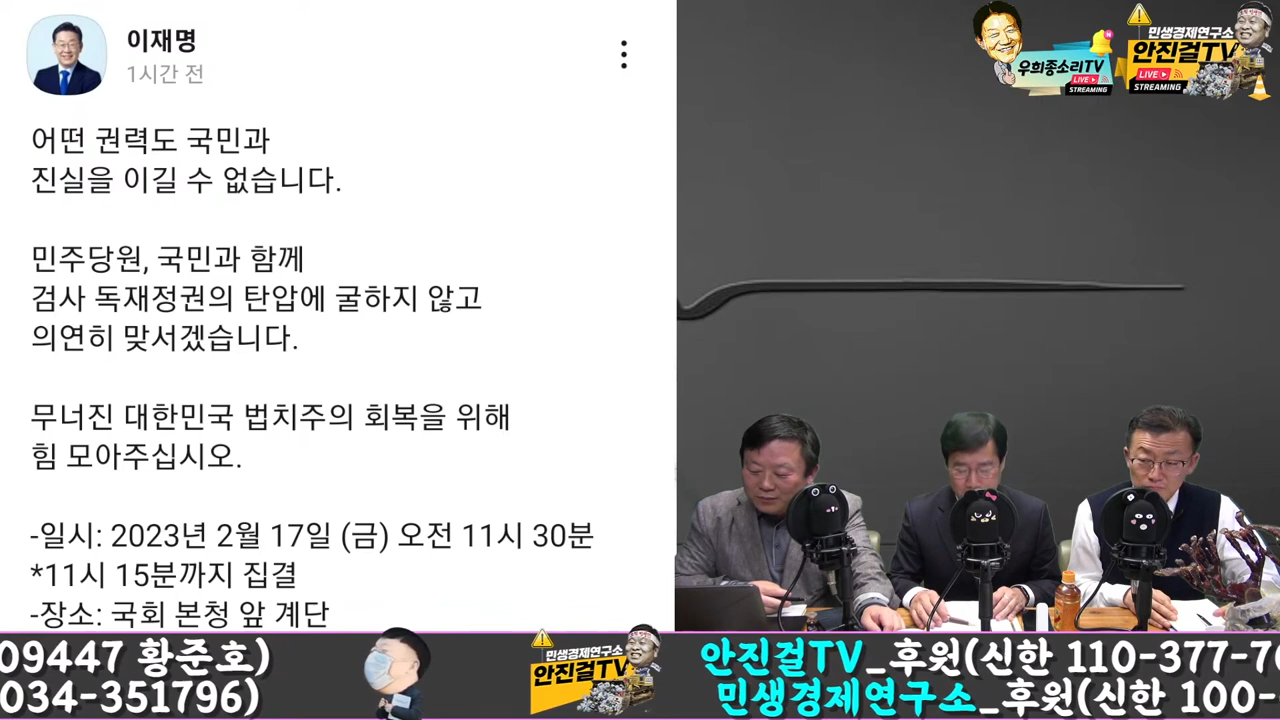 이재명
1시간 전
어떤 권력도 국민과
진실을 이길 수 없습니다.
민주당원, 국민과 함께
검사 독재정권의 탄압에 굴하지 않고
의연히 맞서겠습니다.
무너진 대한민국 법치주의 회복을 위해
힘 모아주십시오.
-일시: 2023년 2월 17일 (금) 오전 11시 30분
*11시 15분까지 집결
-장소: 국회 본청 앞 계단
우희종소리TV
LIVE
STREAMING
민생경제연구소
안진걸TV
LIVE
STREAMING
09447 황준호)
034-351796)
민생경제연구소
안진걸TV
안진걸TV_후원(신한 110-377-76
민생경제연구소_후원(신한 100-